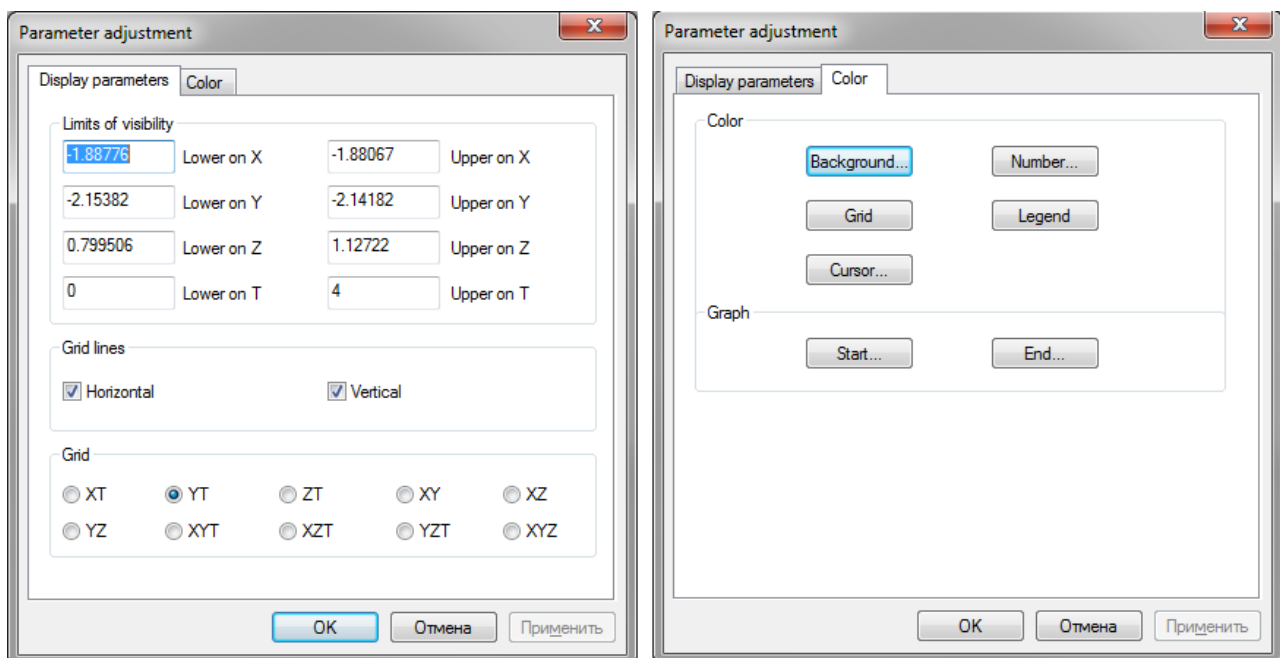 Parameter adjustment
Display parameters Color
Limits of visibility
-1.88776 Lower on X -1.88067 Upper on X
-2.15382 Lower on Y -2.14182 Upper on Y
0.799506 Lower on Z 1.12722 Upper on Z
0 Lower on T 4 Upper on T
Grid lines
Horizontal Vertical
Grid
XT YT ZT XY XZ
YZ XYT XZT YZT XYZ
OK Отмена Применить
Parameter adjustment
Display parameters Color
Color
Background... Number...
Grid Legend
Cursor...
Graph
Start... End...
OK Отмена Применить